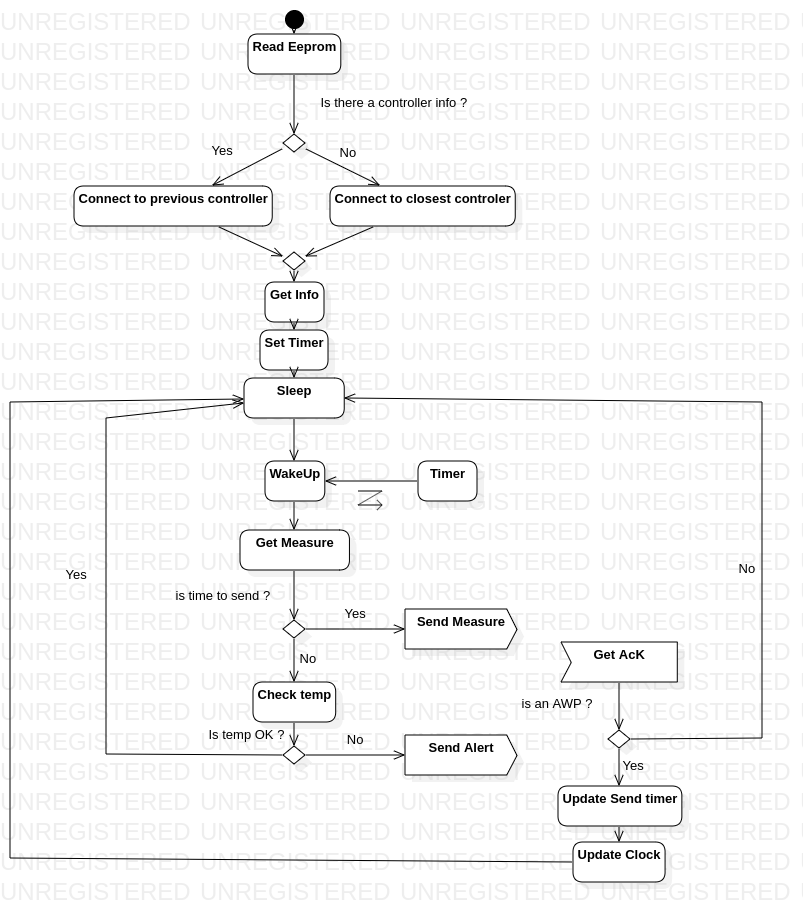 Read Eeprom
Is there a controller info ?
Yes
No
Connect to previous controller
Connect to closest controler
Get Info
Set Timer
Sleep
WakeUp
Timer
Get Measure
Yes
No
is time to send ?
Yes
Send Measure
No
Get AcK
Check temp
is an AWP ?
Is temp OK ?
No
Send Alert
Yes
Update Send timer
Update Clock
UNREGISTERED